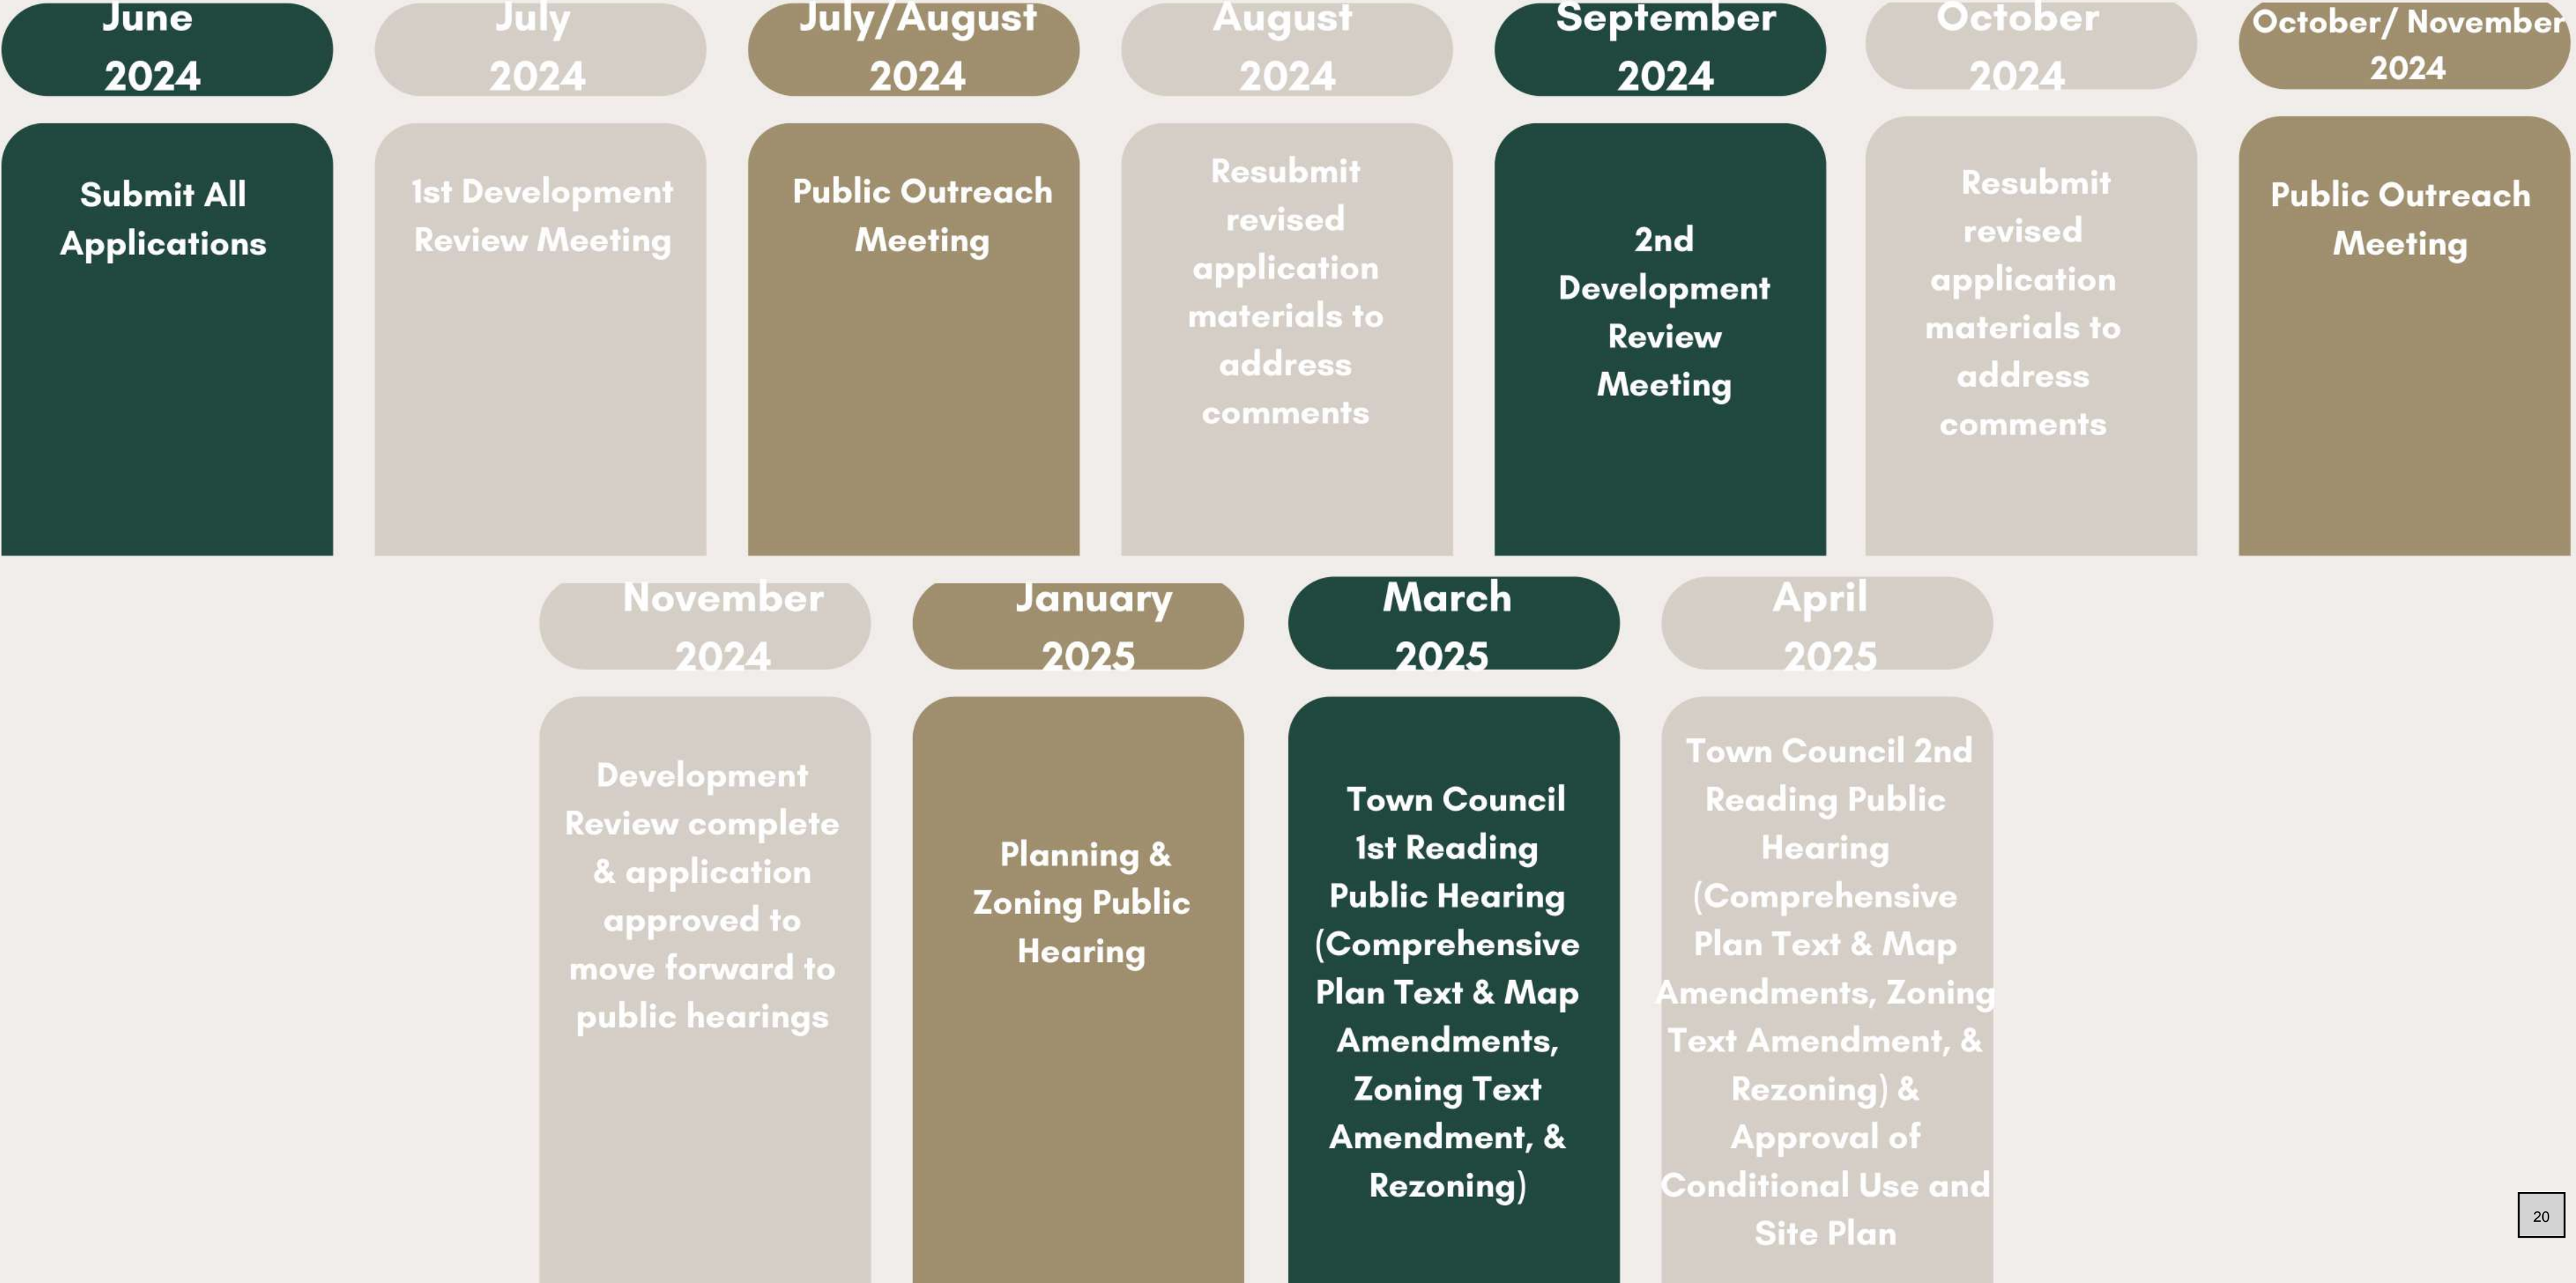 June
2024
Submit All
Applications
July
2024
1st Development
Review Meeting
July/August
2024
Public Outreach
Meeting
August
2024
Resubmit
revised
application
materials to
address
comments
September
2024
2nd
Development
Review
Meeting
October
2024
Resubmit
revised
application
materials to
address
comments
October/ November
2024
Public Outreach
Meeting
November
2024
Development
Review complete
& application
approved to
move forward to
public hearings
January
2025
Planning &
Zoning Public
Hearing
March
2025
Town Council
1st Reading
Public Hearing
(Comprehensive
Plan Text & Map
Amendments,
Zoning Text
Amendment, &
Rezoning)
April
2025
Town Council 2nd
Reading Public
Hearing
(Comprehensive
Plan Text & Map
Amendments, Zoning
Text Amendment, &
Rezoning) &
Approval of
Conditional Use and
Site Plan
20